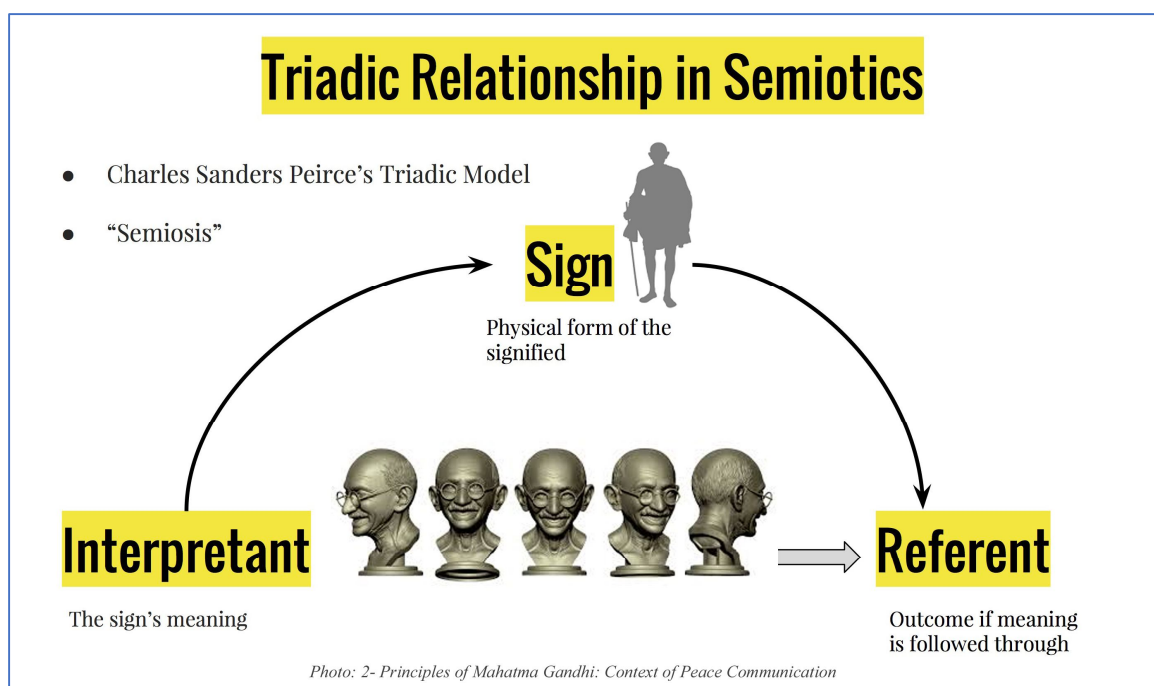 Triadic Relationship in Semiotics
● Charles Sanders Peirce’s Triadic Model
● “Semiosis”
Sign
Physical form of the
signified
Interpretant
The sign’s meaning
Referent
Outcome if meaning
is followed through
Photo: 2- Principles of Mahatma Gandhi: Context of Peace Communication